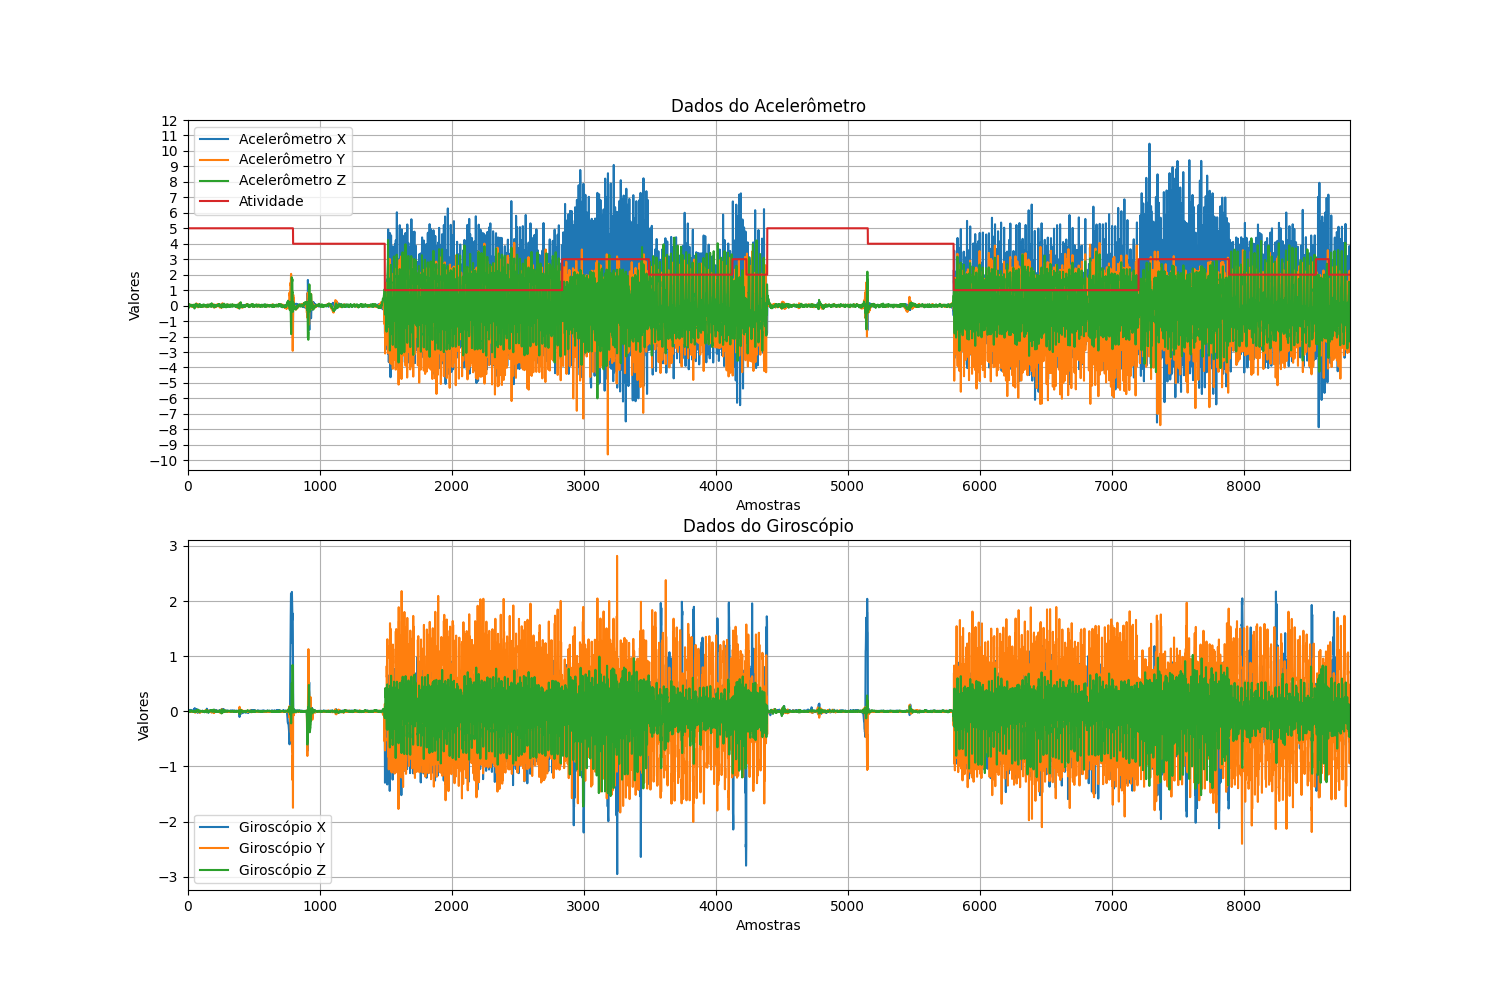 Dados do Acelerômetro
12
11
10
9
8
7
6
5
4
3
2
1
0
−1
−2
−3
−4
−5
−6
−7
−8
−9
−10
Valores
Acelerômetro X
Acelerômetro Y
Acelerômetro Z
Atividade
0 1000 2000 3000 4000 5000 6000 7000 8000
Amostras
Dados do Giroscópio
3
2
1
0
−1
−2
−3
Valores
Giroscópio X
Giroscópio Y
Giroscópio Z
0 1000 2000 3000 4000 5000 6000 7000 8000
Amostras